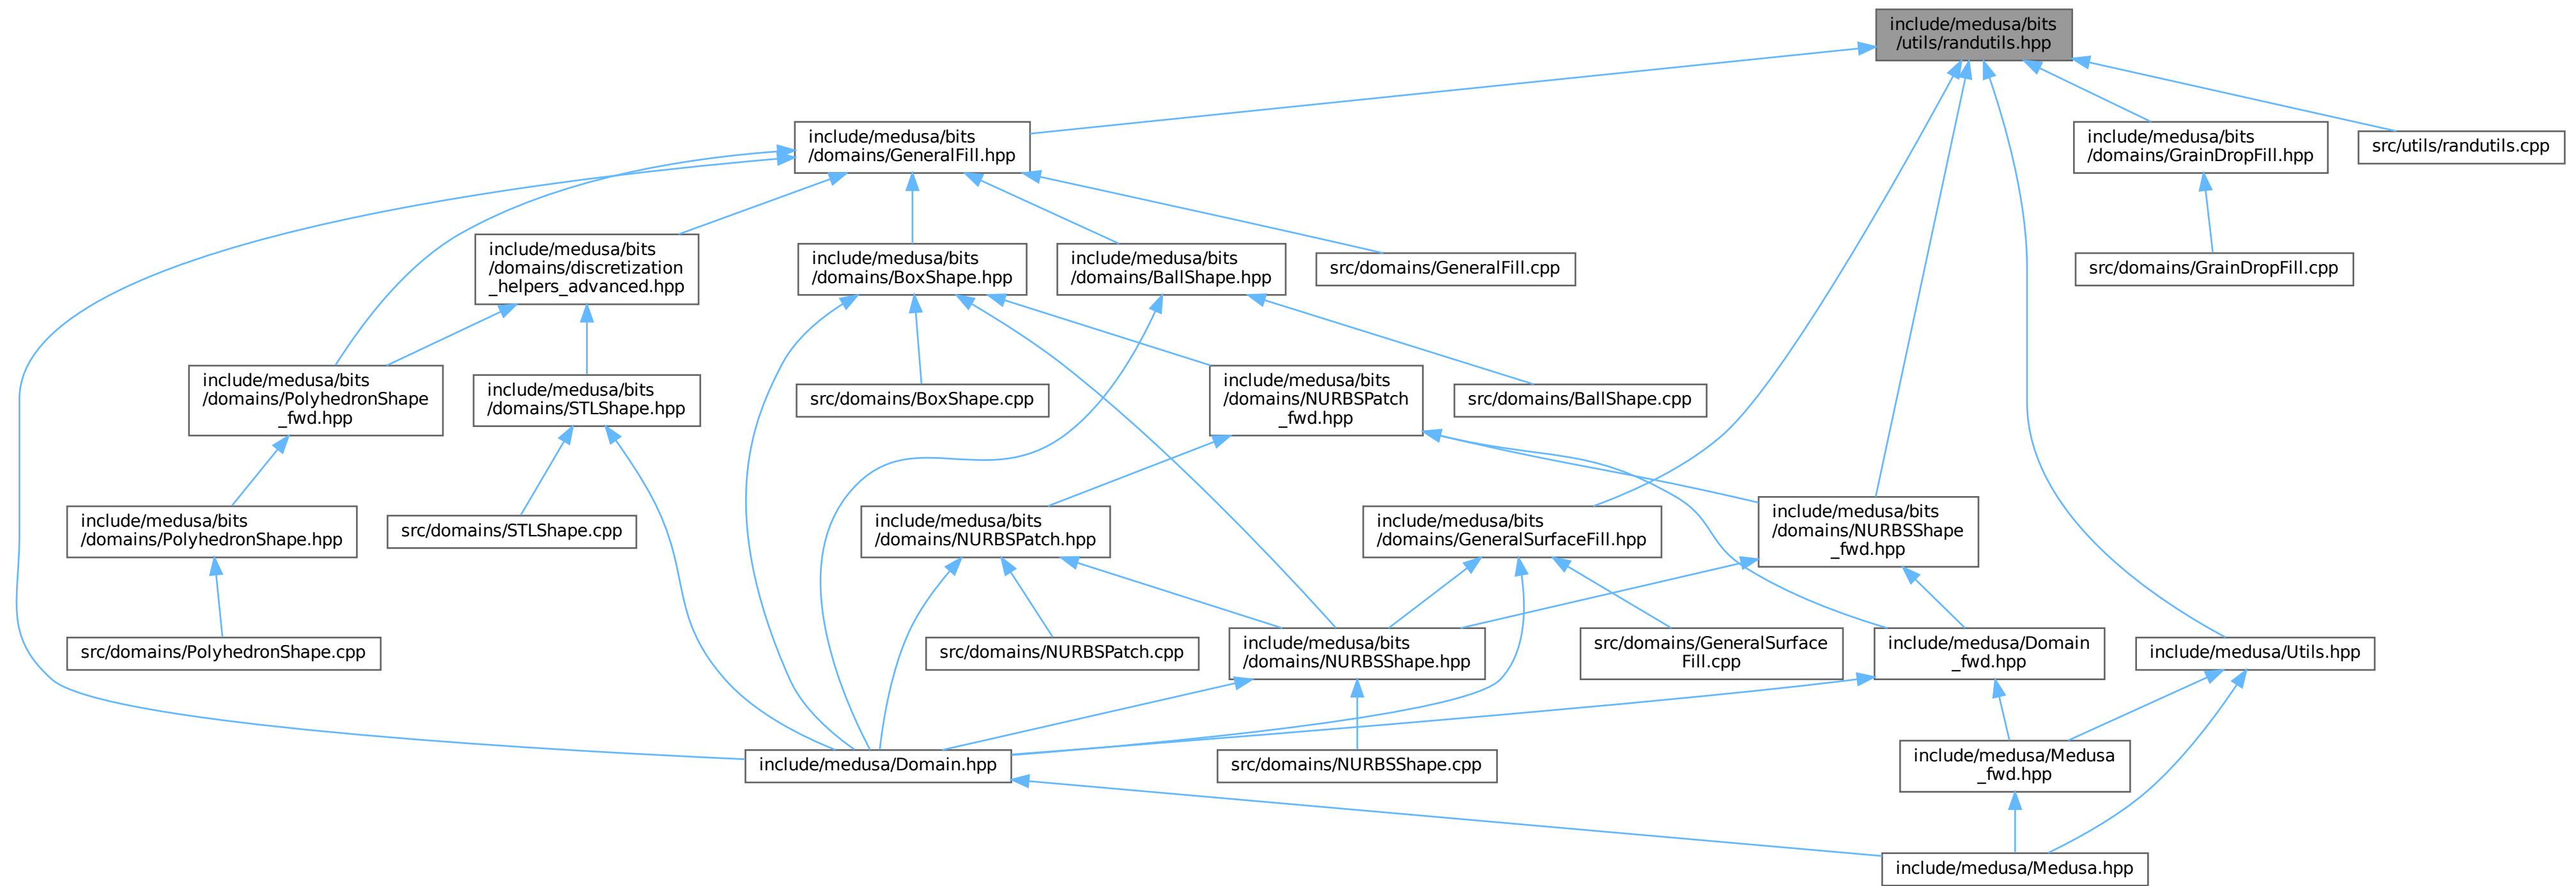 include/medusa/bits
/utils/randutils.hpp
include/medusa/bits
/domains/GeneralFill.hpp
include/medusa/bits
/domains/GrainDropFill.hpp
src/utils/randutils.cpp
include/medusa/bits
/domains/discretization
_helpers_advanced.hpp
include/medusa/bits
/domains/BoxShape.hpp
include/medusa/bits
/domains/BallShape.hpp
src/domains/GeneralFill.cpp
src/domains/GrainDropFill.cpp
include/medusa/bits
/domains/PolyhedronShape
_fwd.hpp
include/medusa/bits
/domains/STLShape.hpp
src/domains/BoxShape.cpp
include/medusa/bits
/domains/NURBSPatch
_fwd.hpp
src/domains/BallShape.cpp
include/medusa/bits
/domains/PolyhedronShape.hpp
src/domains/STLShape.cpp
include/medusa/bits
/domains/NURBSPatch.hpp
include/medusa/bits
/domains/GeneralSurfaceFill.hpp
include/medusa/bits
/domains/NURBSShape
_fwd.hpp
src/domains/PolyhedronShape.cpp
src/domains/NURBSPatch.cpp
include/medusa/bits
/domains/NURBSShape.hpp
src/domains/GeneralSurface
Fill.cpp
include/medusa/Domain
_fwd.hpp
include/medusa/Utils.hpp
include/medusa/Domain.hpp
src/domains/NURBSShape.cpp
include/medusa/Medusa
_fwd.hpp
include/medusa/Medusa.hpp